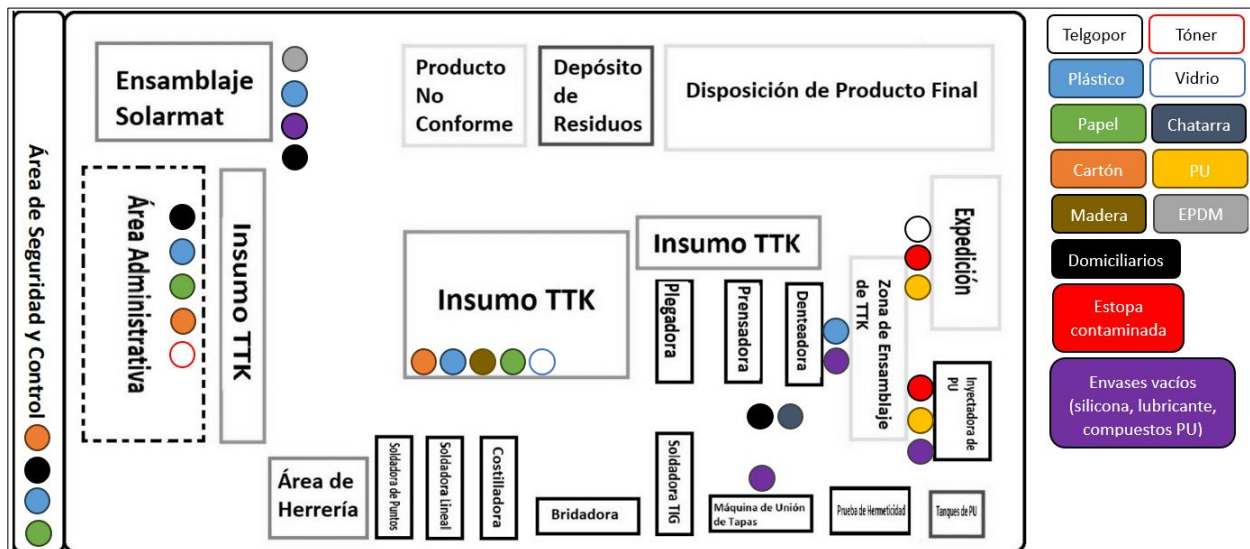 Área de Seguridad y Control
Ensamblaje
Solarmat
Producto
No
Conforme
Depósito
de
Residuos
Disposición de Producto Final
Área Administrativa
Insumo TTK
Insumo TTK
Insumo TTK
Expedición
Plegadora
Prensadora
Denteadora
Zona de Ensamblaje
de TTK
Inyectadora de
PU
Área de
Herrería
Soldadora de Puntos
Soldadora Lineal
Costilladora
Bridadora
Soldadora TIG
Máquina de Unión
de Tapas
Prueba de Hermeticidad
Tanques de PU
Telgopor
Tóner
Plástico
Vidrio
Papel
Chatarra
Cartón
PU
Madera
EPDM
Domiciliarios
Estopa
contaminada
Envases vacíos
(silicona, lubricante,
compuestos PU)